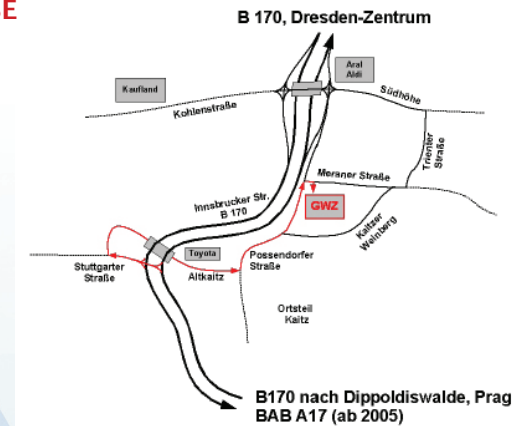 B 170, Dresden-Zentrum
Aral
Aldi
Kaufland
Südhöhe
Kohlenstraße
Trienter
Straße
Meraner Straße
Innsbrucker Str.
B 170
GWZ
Kaitzer
Weinberg
Toyota
Possendorfer
Straße
Stuttgarter
Straße
Altkaitz
Ortsteil
Kaitz
B170 nach Dippoldiswalde, Prag
BAB A17 (ab 2005)